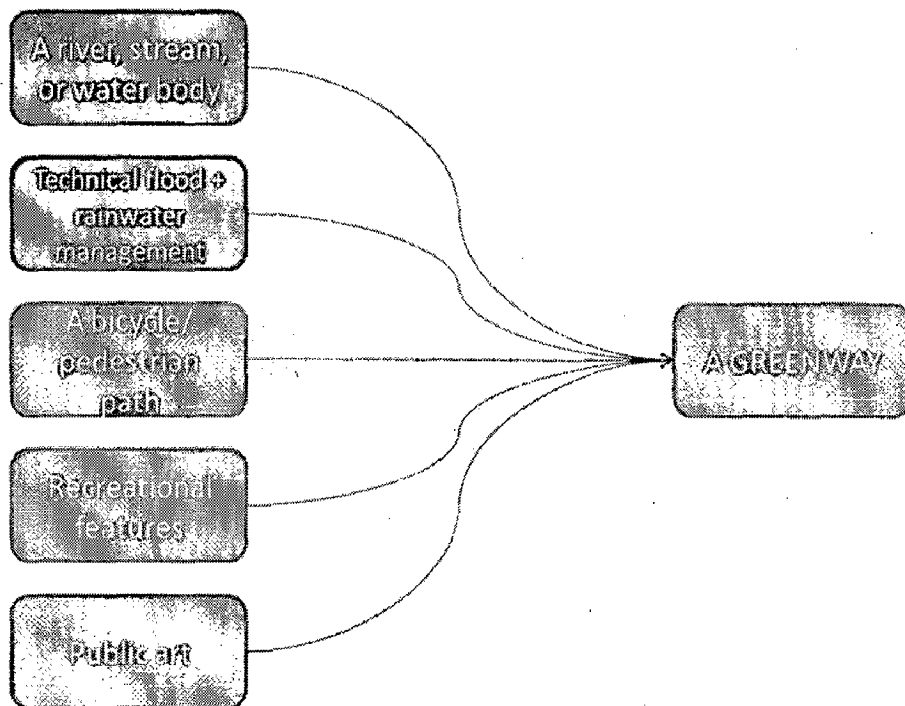 A river, stream,
or water body
Technical flood +
rainwater
management
A bicycle/
pedestrian
path
Recreational
features
Public art
A GREENWAY